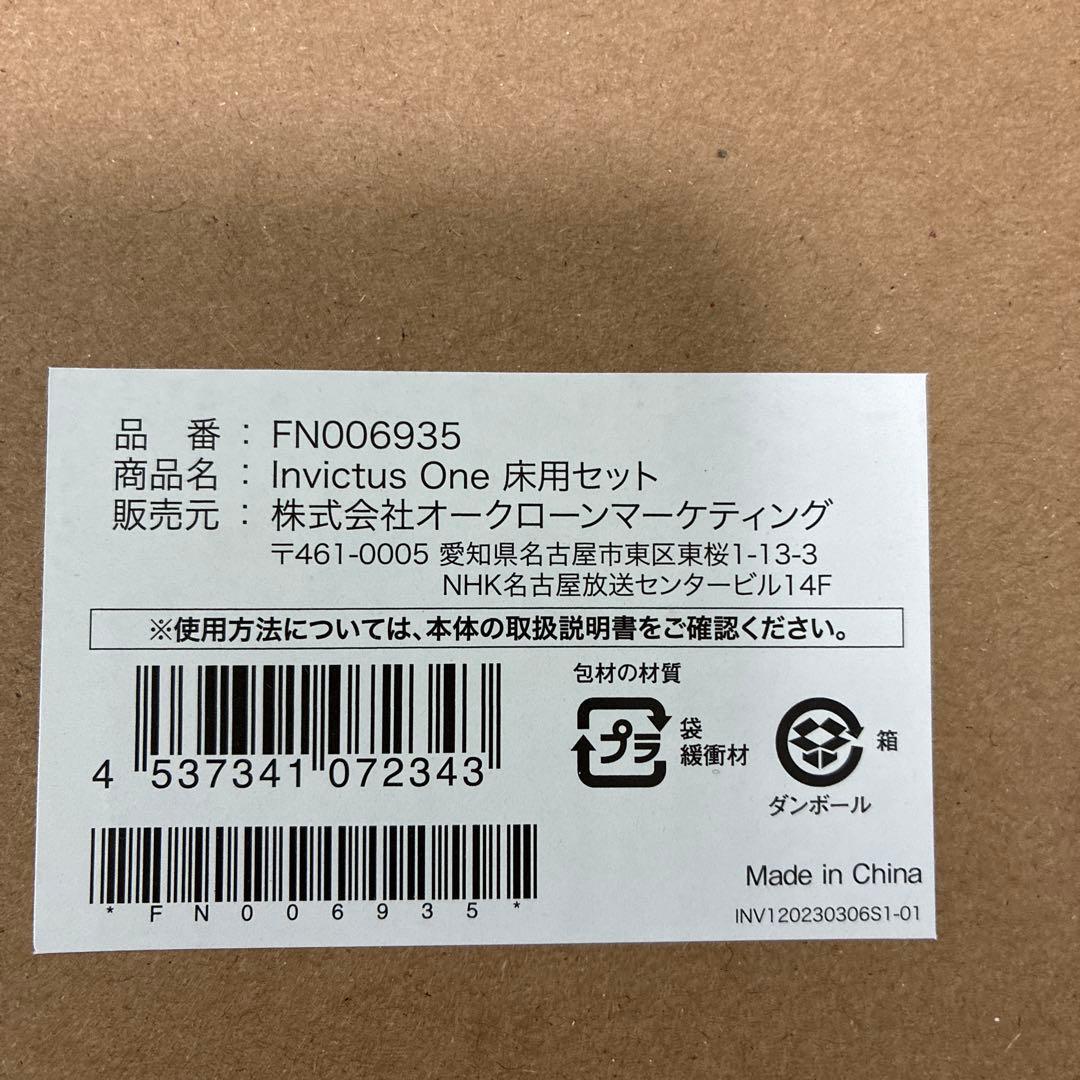 品 番 : FN006935
商品名 : Invictus One 床用セット
販売元 : 株式会社オークローンマーケティング
〒461-0005 愛知県名古屋市東区東桜1-13-3
NHK名古屋放送センタービル14F
※使用方法については、本体の取扱説明書をご確認ください。
包材の材質
プラ
袋
緩衝材
箱
ダンボール
4 537341 072343
*FN006935*
Made in China
INV120230306S1-01